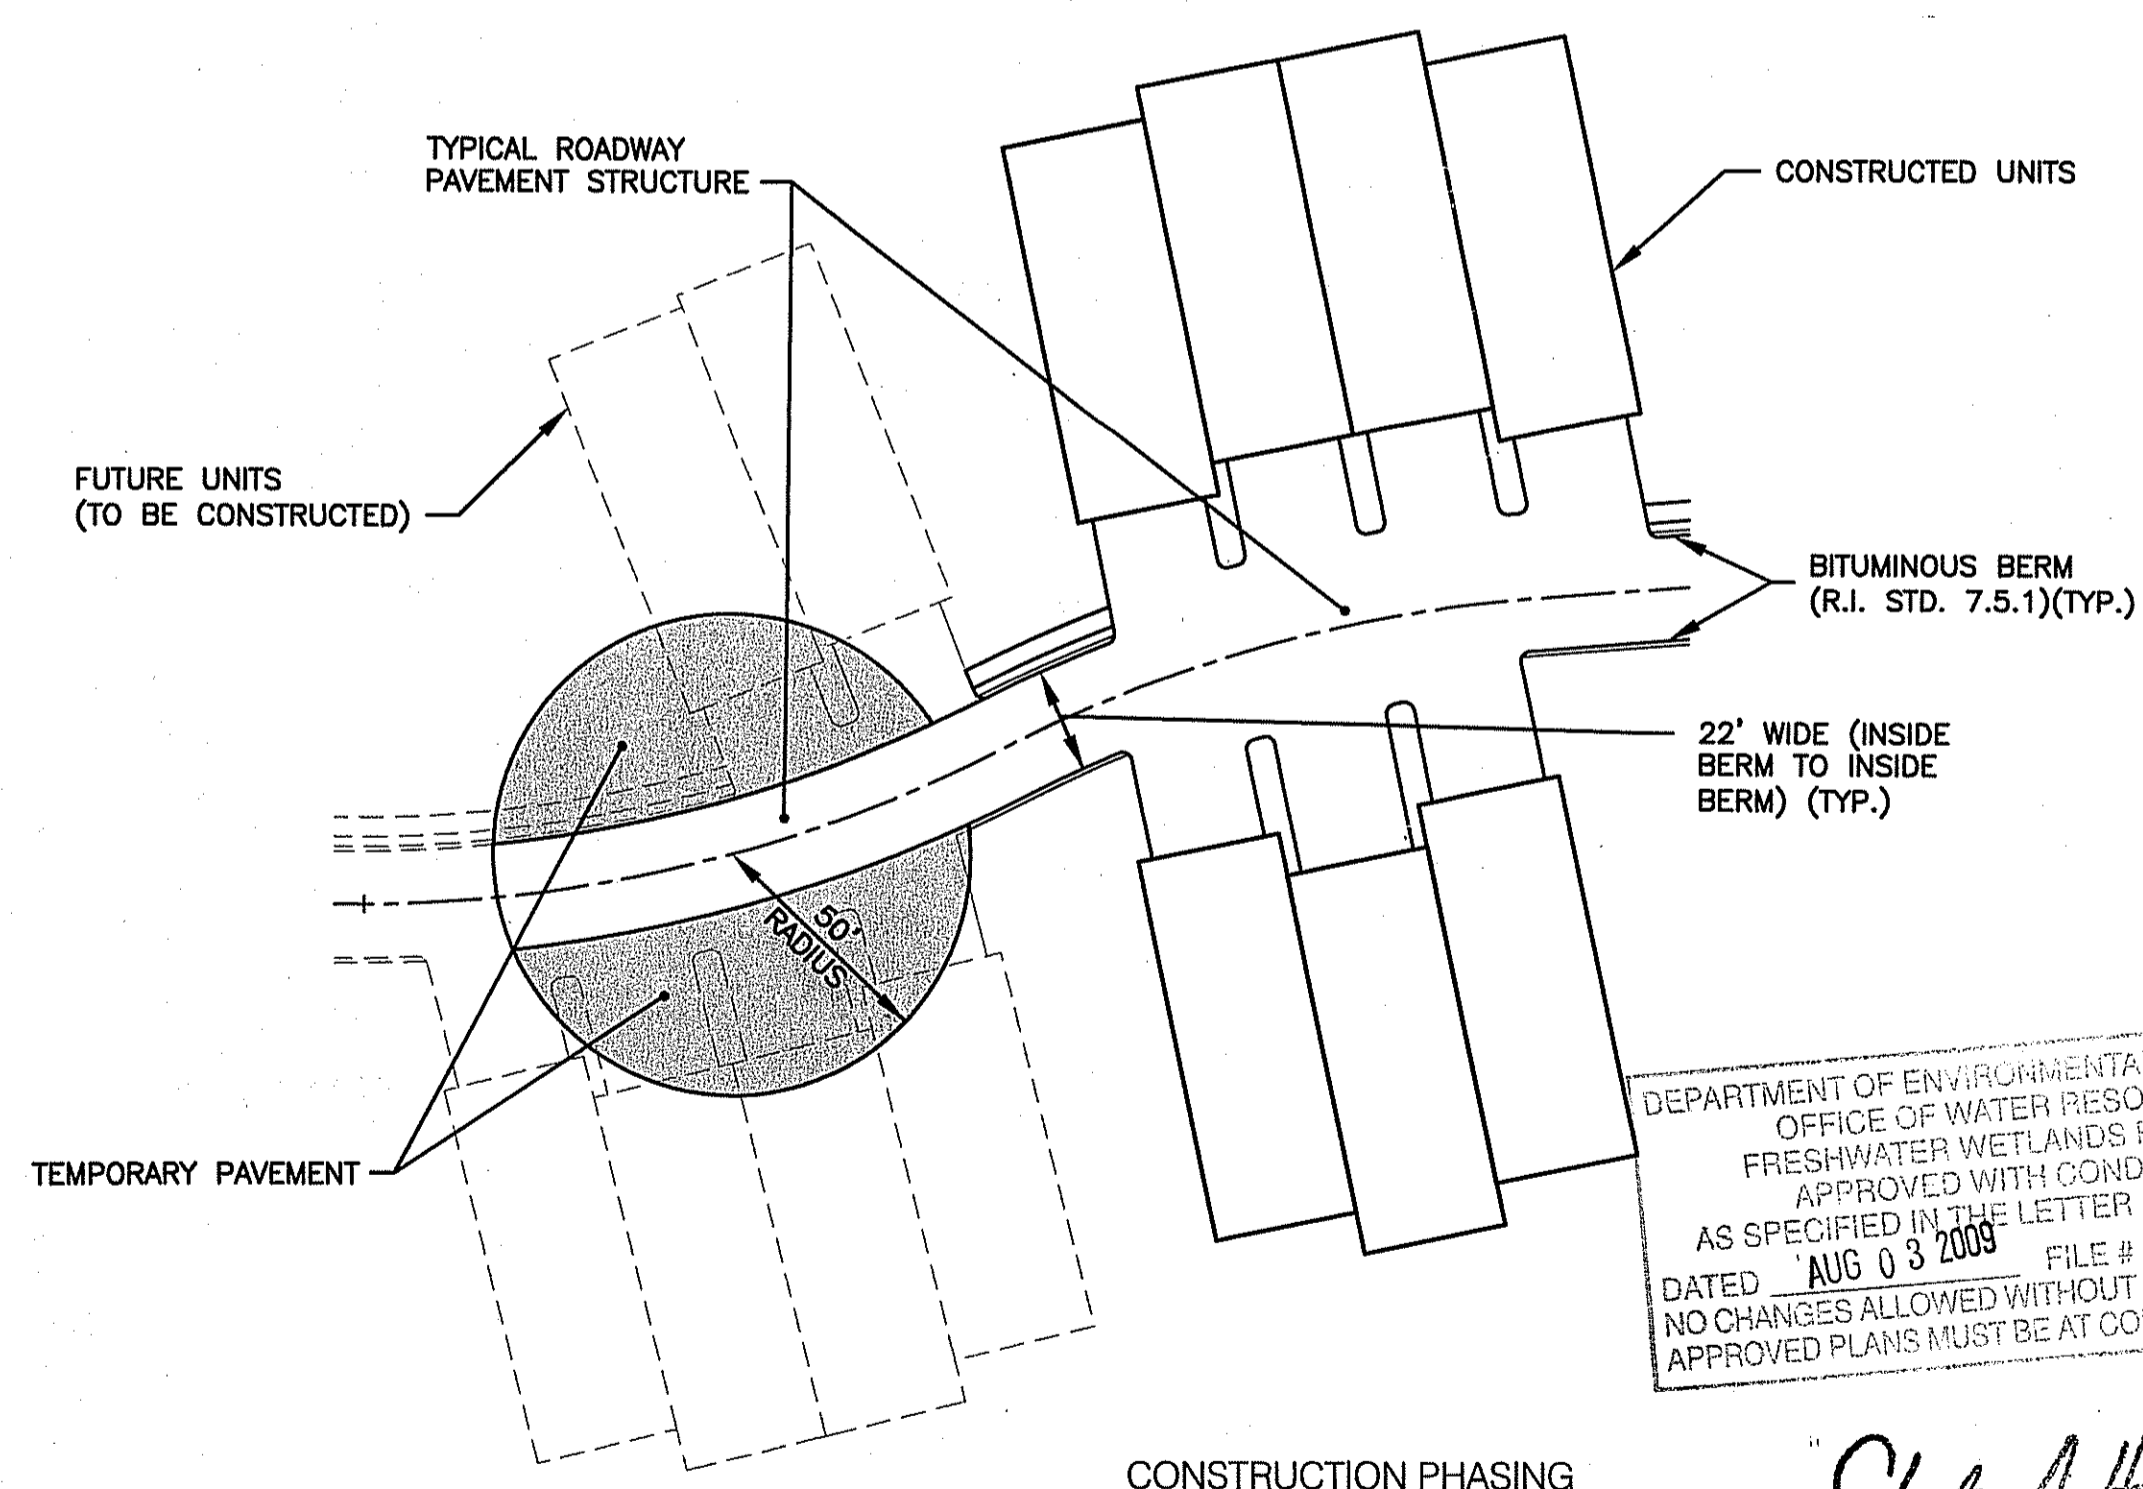 TYPICAL ROADWAY
PAVEMENT STRUCTURE
CONSTRUCTED UNITS
FUTURE UNITS
(TO BE CONSTRUCTED)
BITUMINOUS BERM
(R.I. STD. 7.5.1)(TYP.)
22' WIDE (INSIDE
BERM TO INSIDE
BERM) (TYP.)
50'
RADIUS
TEMPORARY PAVEMENT
DEPARTMENT OF ENVIRONMENTA
OFFICE OF WATER RESO
FRESHWATER WETLANDS
APPROVED WITH COND
AS SPECIFIED IN THE LETTER
DATED AUG 03 2009 FILE #
NO CHANGES ALLOWED WITHOUT
APPROVED PLANS MUST BE AT CO
CONSTRUCTION PHASING